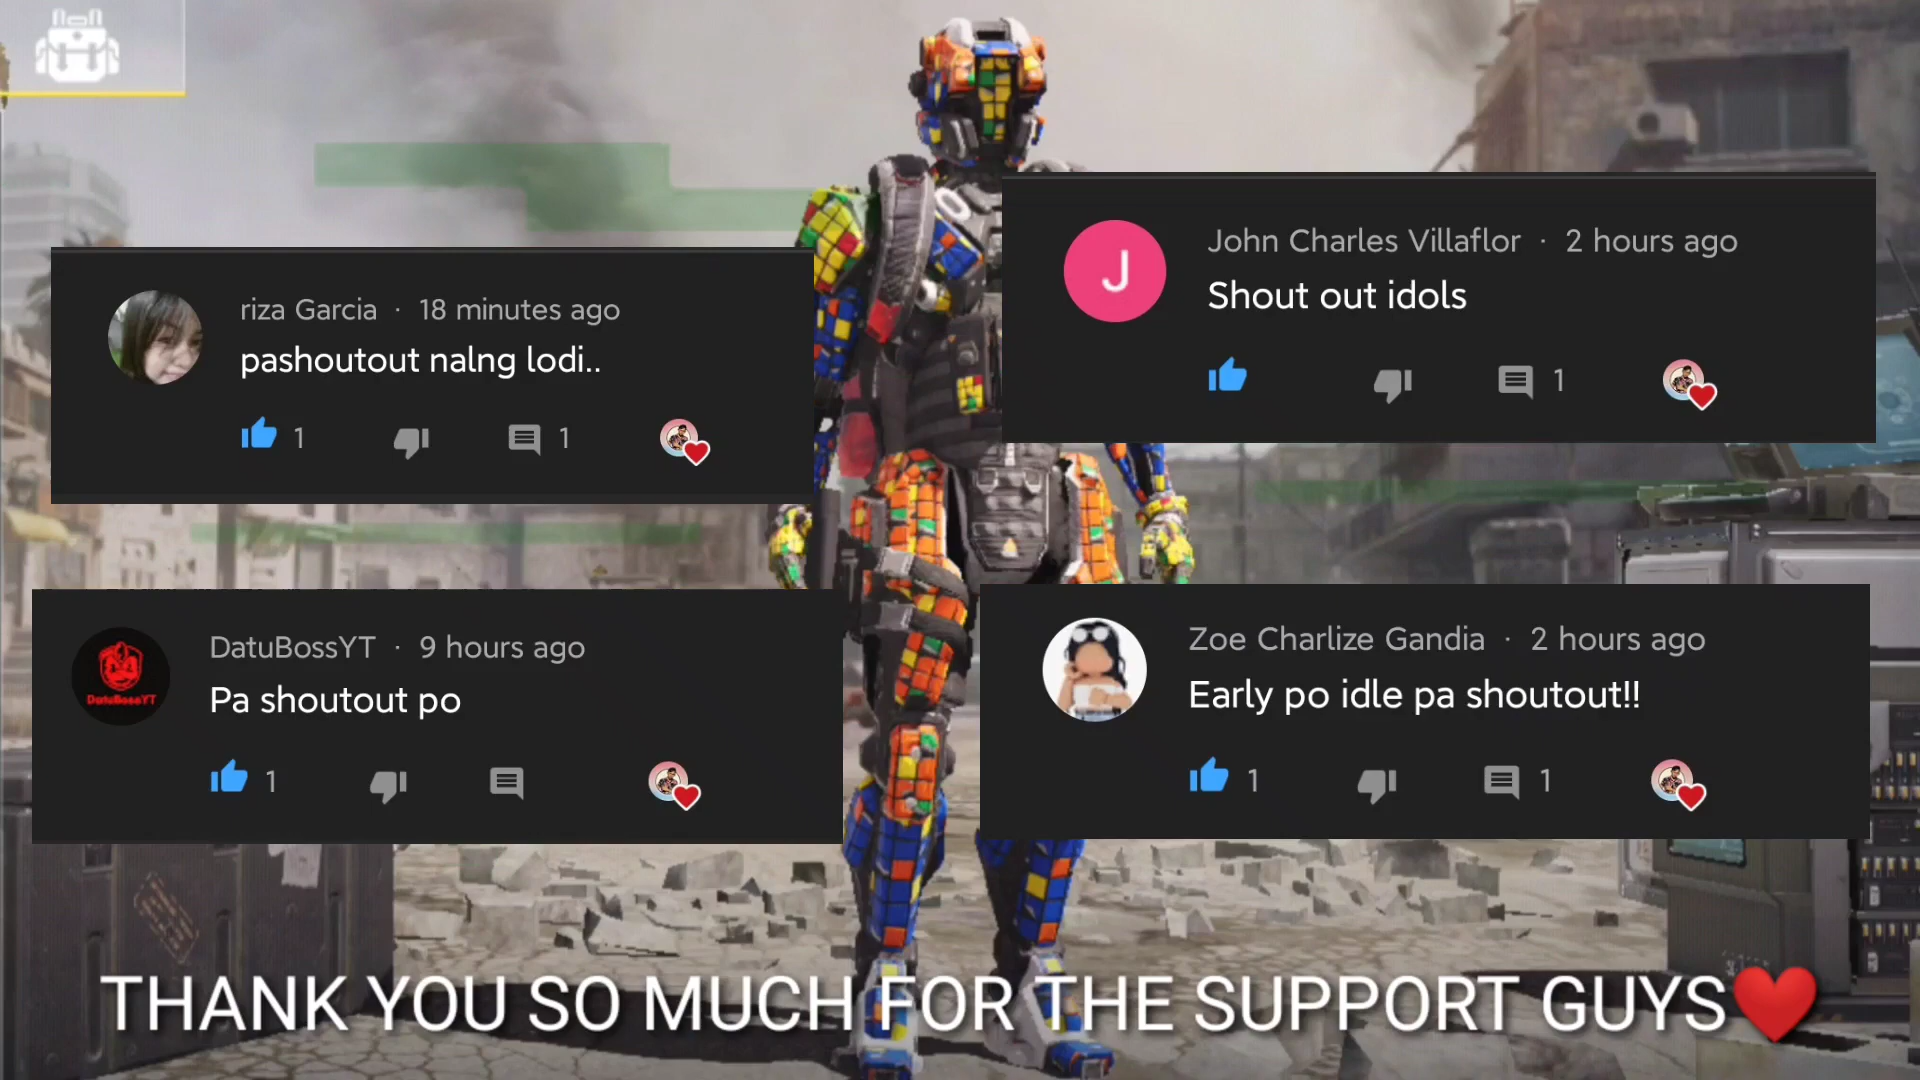 riza Garcia · 18 minutes ago
pashoutout nalng lodi..
1
1
John Charles Villaflor · 2 hours ago
Shout out idols
1
DatuBossYT · 9 hours ago
DatuBossYT
Pa shoutout po
1
Zoe Charlize Gandia · 2 hours ago
Early po idle pa shoutout!!
1
1
J
THANK YOU SO MUCH FOR THE SUPPORT GUYS❤️